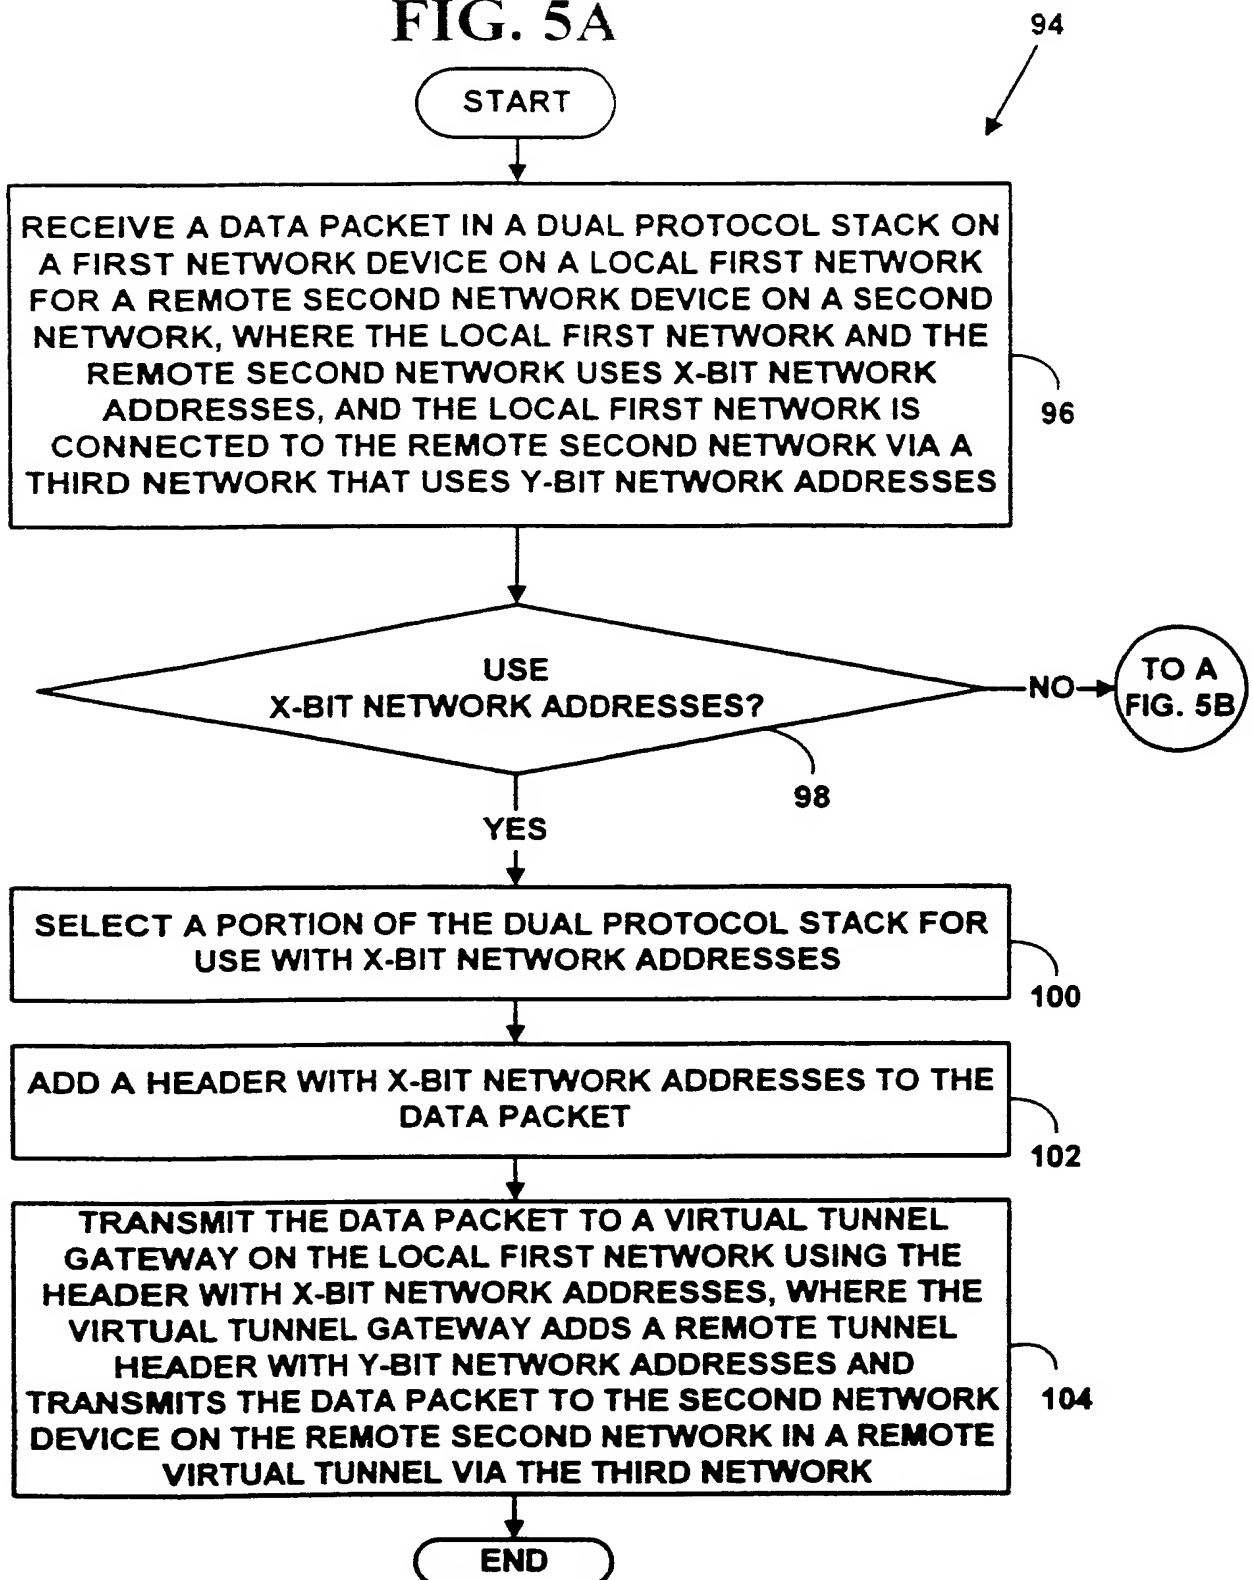 FIG. 5A
94
START
RECEIVE A DATA PACKET IN A DUAL PROTOCOL STACK ON
A FIRST NETWORK DEVICE ON A LOCAL FIRST NETWORK
FOR A REMOTE SECOND NETWORK DEVICE ON A SECOND
NETWORK, WHERE THE LOCAL FIRST NETWORK AND THE
REMOTE SECOND NETWORK USES X-BIT NETWORK
ADDRESSES, AND THE LOCAL FIRST NETWORK IS
CONNECTED TO THE REMOTE SECOND NETWORK VIA A
THIRD NETWORK THAT USES Y-BIT NETWORK ADDRESSES
96
USE
X-BIT NETWORK ADDRESSES?
NO
TO A
FIG. 5B
98
YES
SELECT A PORTION OF THE DUAL PROTOCOL STACK FOR
USE WITH X-BIT NETWORK ADDRESSES
100
ADD A HEADER WITH X-BIT NETWORK ADDRESSES TO THE
DATA PACKET
102
TRANSMIT THE DATA PACKET TO A VIRTUAL TUNNEL
GATEWAY ON THE LOCAL FIRST NETWORK USING THE
HEADER WITH X-BIT NETWORK ADDRESSES, WHERE THE
VIRTUAL TUNNEL GATEWAY ADDS A REMOTE TUNNEL
HEADER WITH Y-BIT NETWORK ADDRESSES AND
TRANSMITS THE DATA PACKET TO THE SECOND NETWORK
DEVICE ON THE REMOTE SECOND NETWORK IN A REMOTE
VIRTUAL TUNNEL VIA THE THIRD NETWORK
104
END